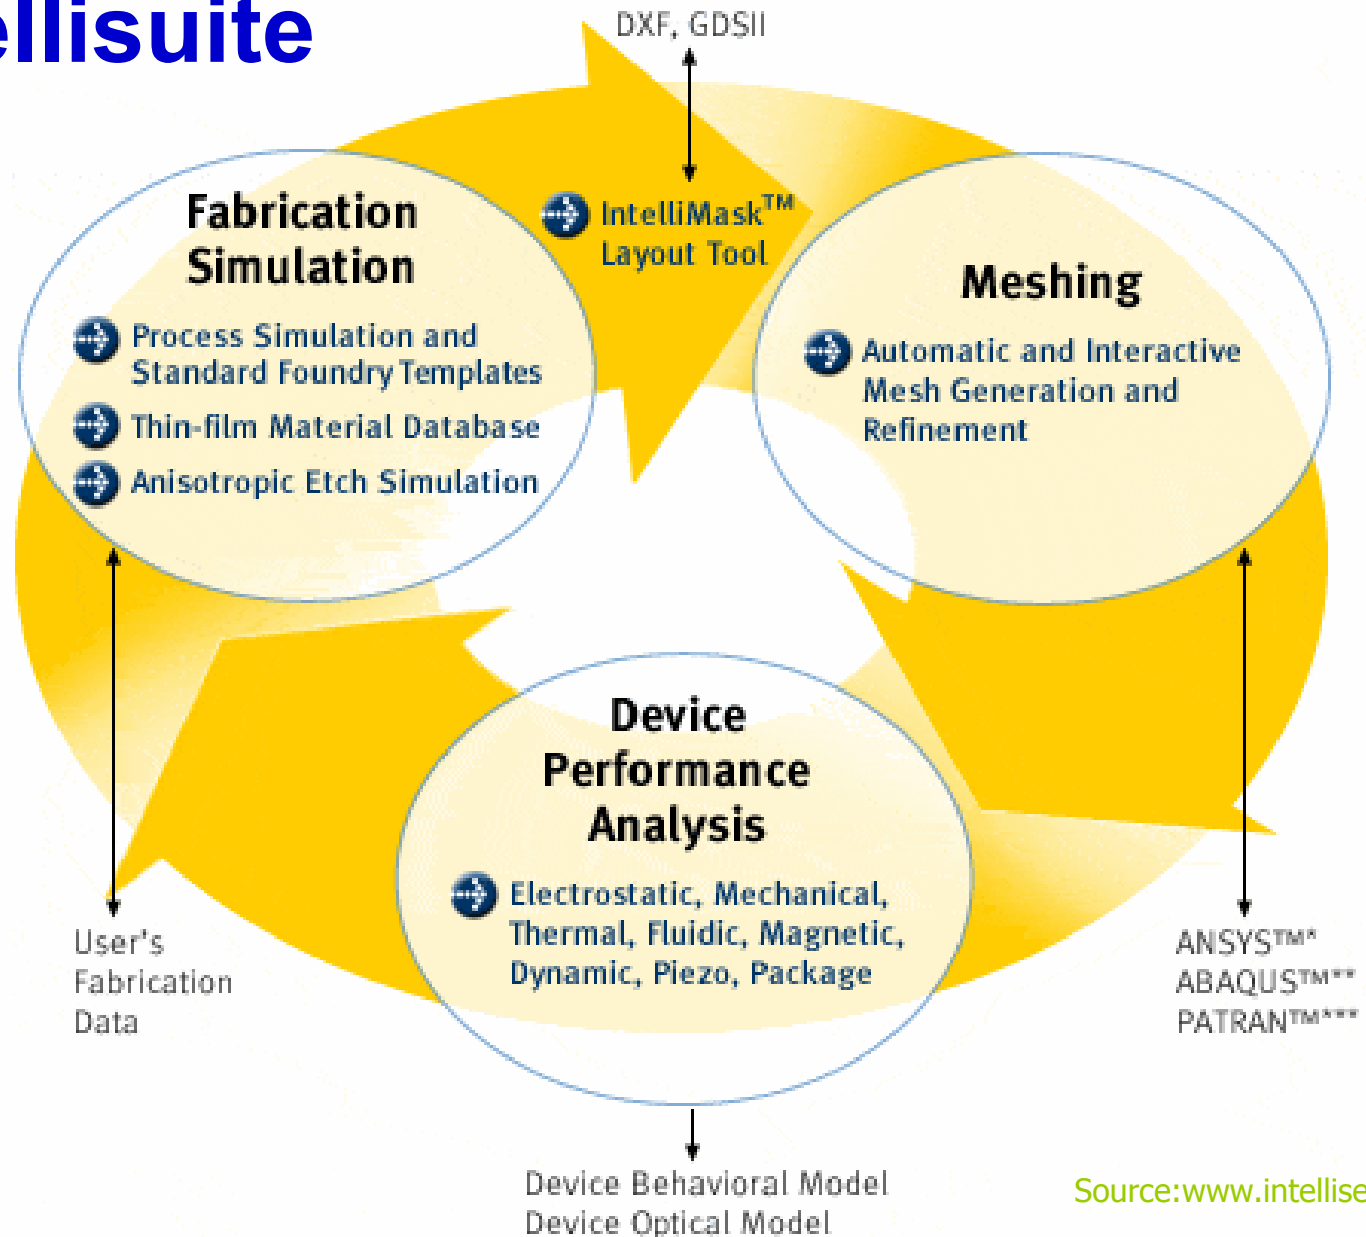 ellisuite
DXF, GDSII
Fabrication
Simulation
Process Simulation and
Standard Foundry Templates
Thin-film Material Database
Anisotropic Etch Simulation
IntelliMask™
Layout Tool
Meshing
Automatic and Interactive
Mesh Generation and
Refinement
Device
Performance
Analysis
Electrostatic, Mechanical,
Thermal, Fluidic, Magnetic,
Dynamic, Piezo, Package
User's
Fabrication
Data
ANSYS™*
ABAQUS™**
PATRAN™***
Device Behavioral Model
Device Optical Model
Source:www.intellise